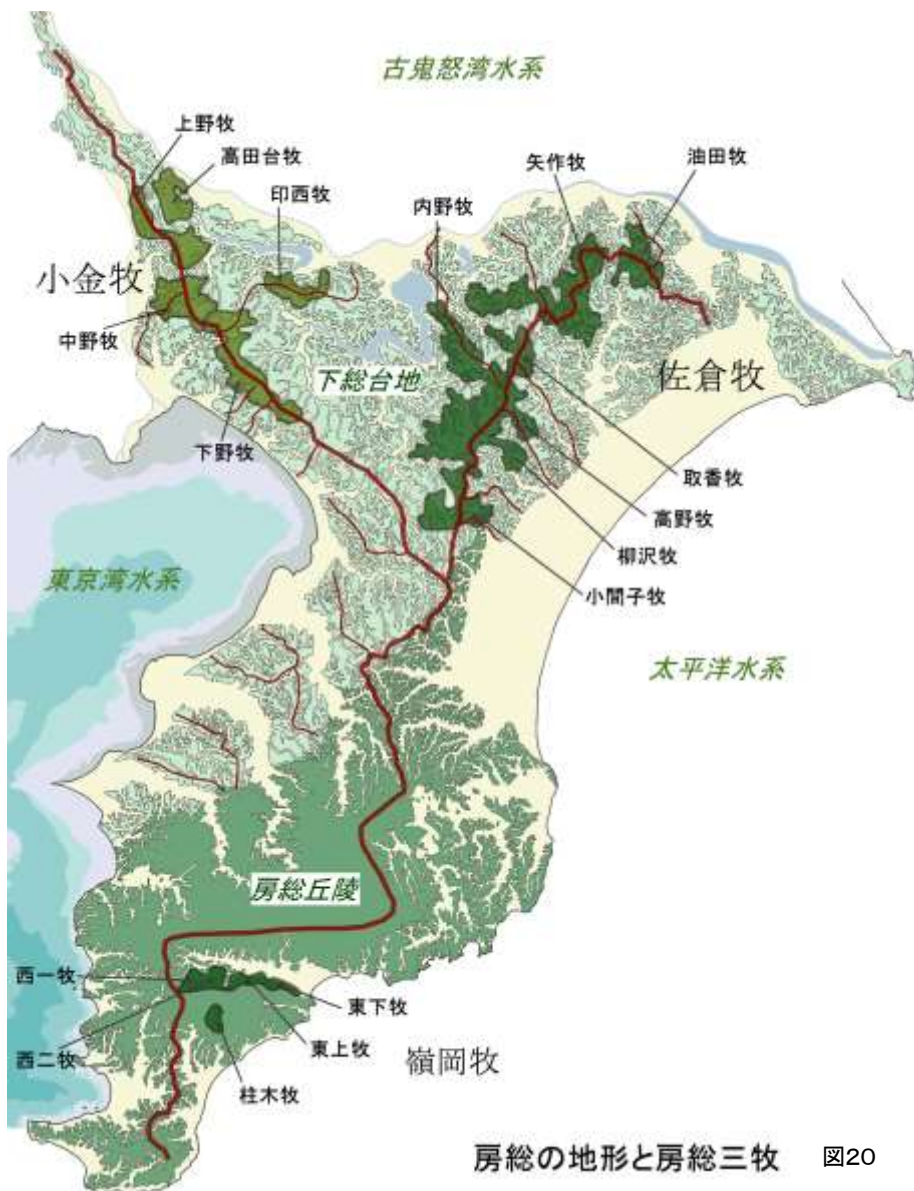 古鬼怒湾水系
上野牧
高田台牧
印西牧
内野牧
矢作牧
油田牧
小金牧
中野牧
下野牧
下総台地
佐倉牧
取香牧
高野牧
柳沢牧
小間子牧
東京湾水系
太平洋水系
房総丘陵
西一牧
西二牧
東下牧
東上牧
柱木牧
嶺岡牧
房総の地形と房総三牧 図20